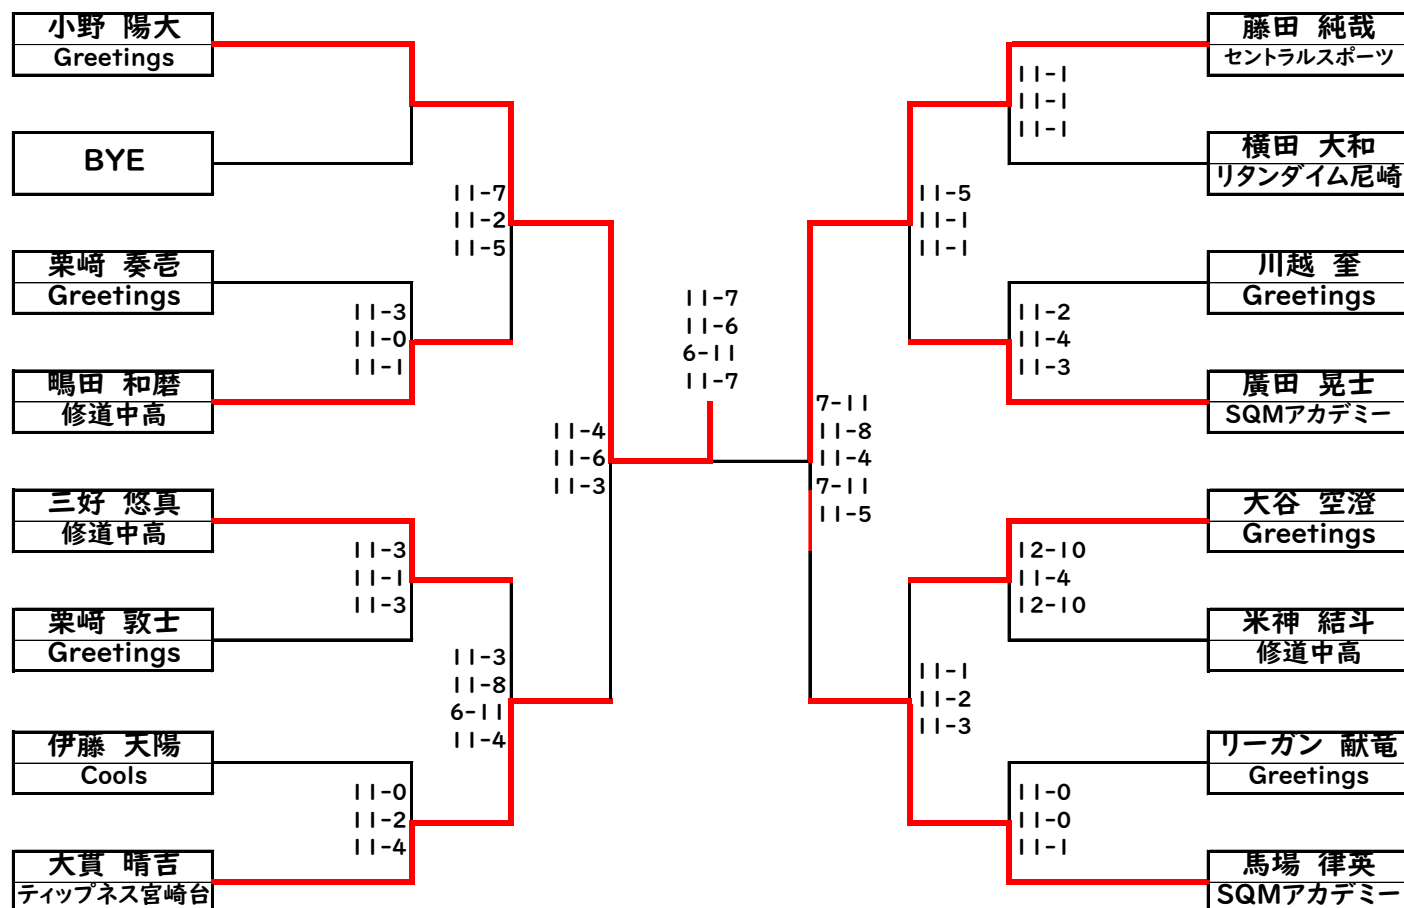 小野 陽大
Greetings
BYE
11-7
11-2
11-5
栗﨑 奏壱
Greetings
11-3
11-0
11-1
鴫田 和磨
修道中高
11-4
11-6
11-3
三好 悠真
修道中高
11-3
11-1
11-3
栗﨑 敦士
Greetings
11-3
11-8
6-11
11-4
伊藤 天陽
Cools
11-0
11-2
11-4
大貫 晴吉
ティップネス宮崎台
11-7
11-6
6-11
11-7
藤田 純哉
セントラルスポーツ
11-1
11-1
11-1
横田 大和
リタンダイム尼崎
11-5
11-1
11-1
川越 奎
Greetings
11-2
11-4
11-3
廣田 晃士
SQMアカデミー
7-11
11-8
11-4
7-11
11-5
大谷 空澄
Greetings
12-10
11-4
12-10
米神 結斗
修道中高
11-1
11-2
11-3
リーガン 献竜
Greetings
11-0
11-0
11-1
馬場 律英
SQMアカデミー